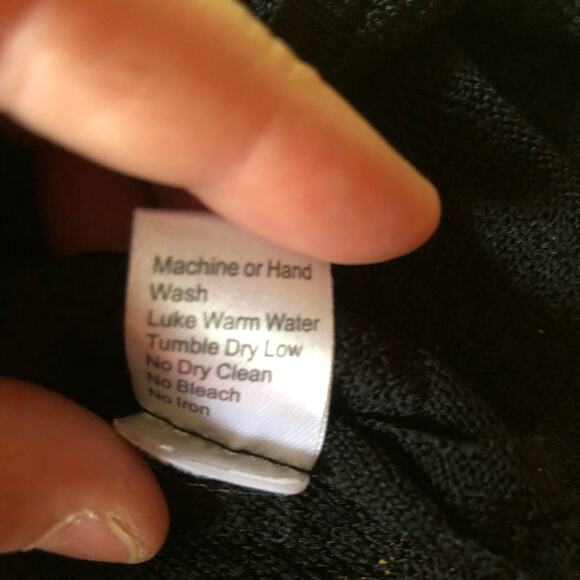 Machine or Hand
Wash
Luke Warm Water
Tumble Dry Low
No Dry Clean
No Bleach
No Iron